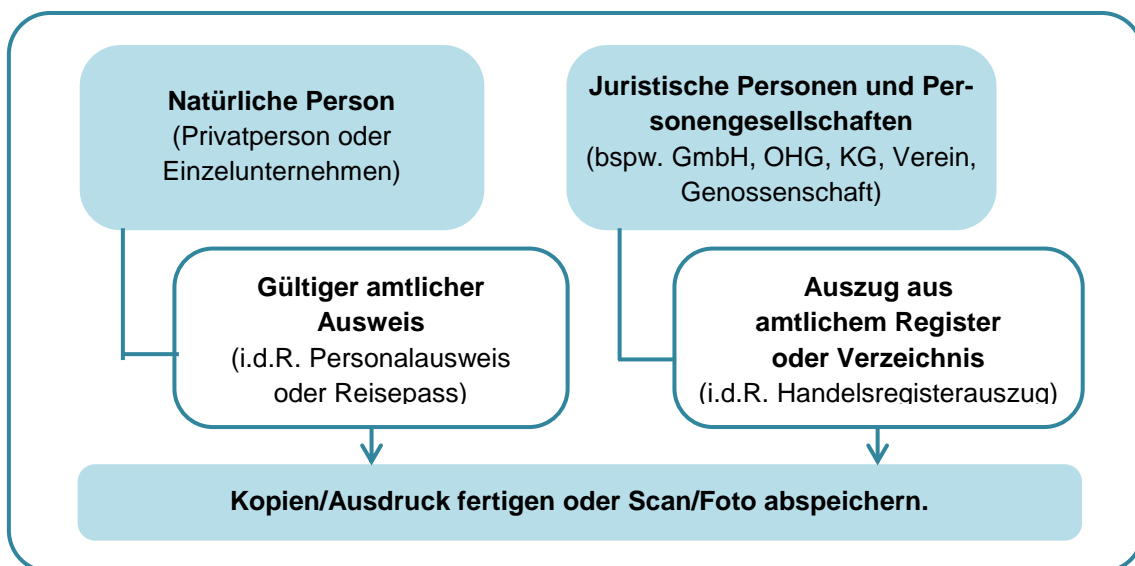 Natürliche Person
(Privatperson oder
Einzelunternehmen)
Juristische Personen und Per-
sonengesellschaften
(bspw. GmbH, OHG, KG, Verein,
Genossenschaft)
Gültiger amtlicher
Ausweis
(i.d.R. Personalausweis
oder Reisepass)
Auszug aus
amtlichem Register
oder Verzeichnis
(i.d.R. Handelsregisterauszug)
Kopien/Ausdruck fertigen oder Scan/Foto abspeichern.